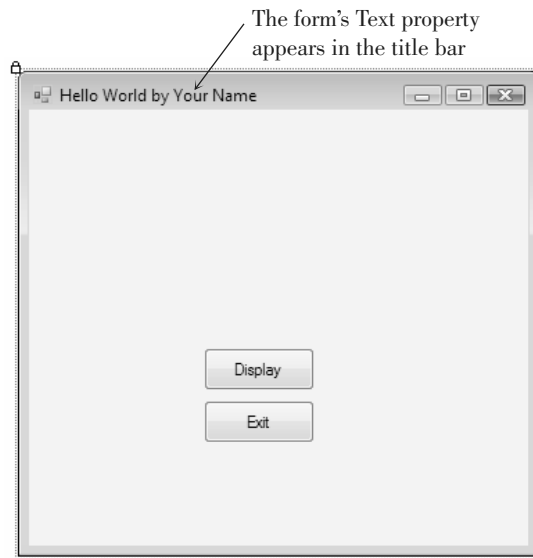 The form's Text property
appears in the title bar
Hello World by Your Name
Display
Exit